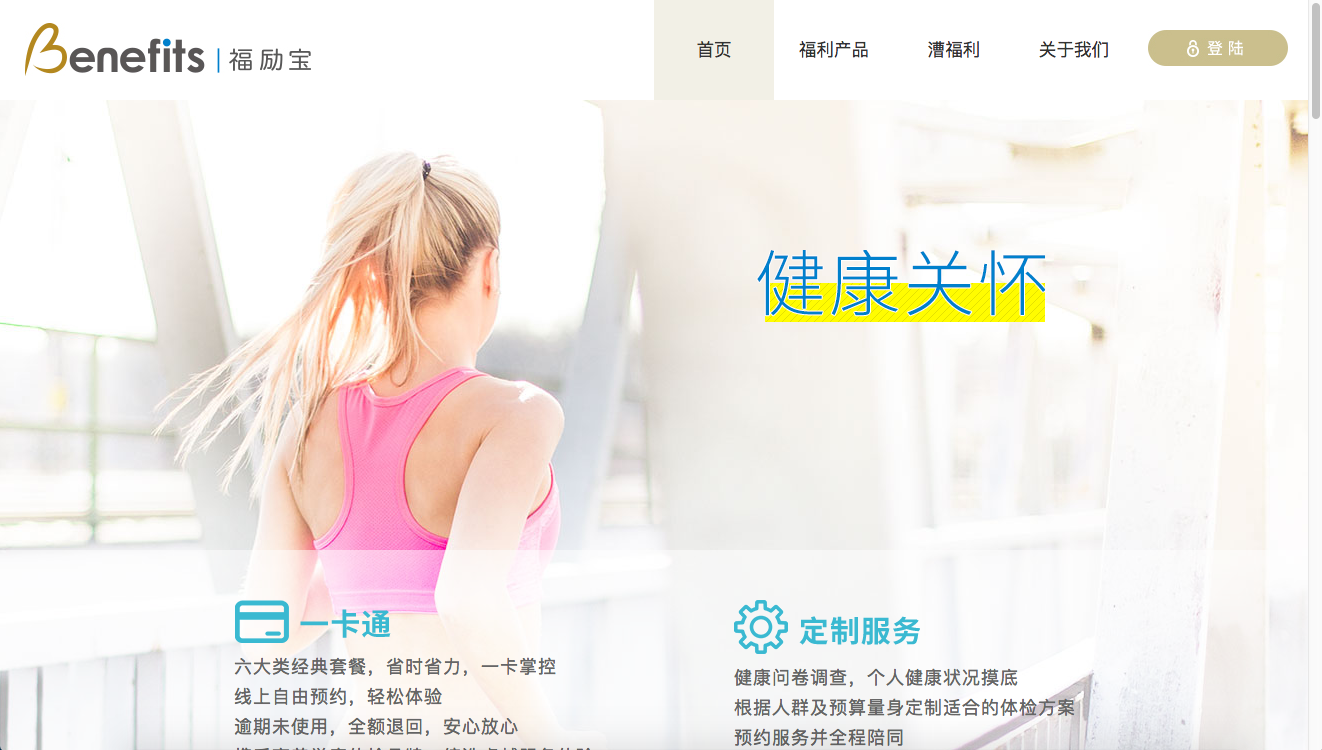 Benefits | 福励宝
首页 福利产品 漕福利 关于我们 登陆
健康关怀
一卡通
六大类经典套餐，省时省力，一卡掌控
线上自由预约，轻松体验
逾期未使用，全额退回，安心放心
定制服务
健康问卷调查，个人健康状况摸底
根据人群及预算量身定制适合的体检方案
预约服务并全程陪同